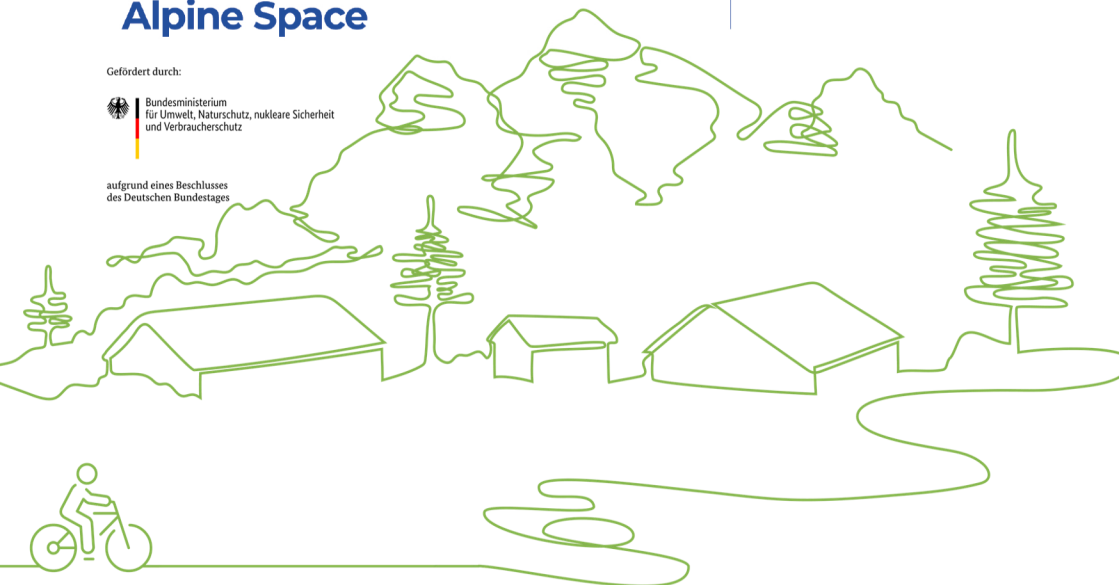 Alpine Space
Gefördert durch:
Bundesministerium
für Umwelt, Naturschutz, nukleare Sicherheit
und Verbraucherschutz
aufgrund eines Beschlusses
des Deutschen Bundestages